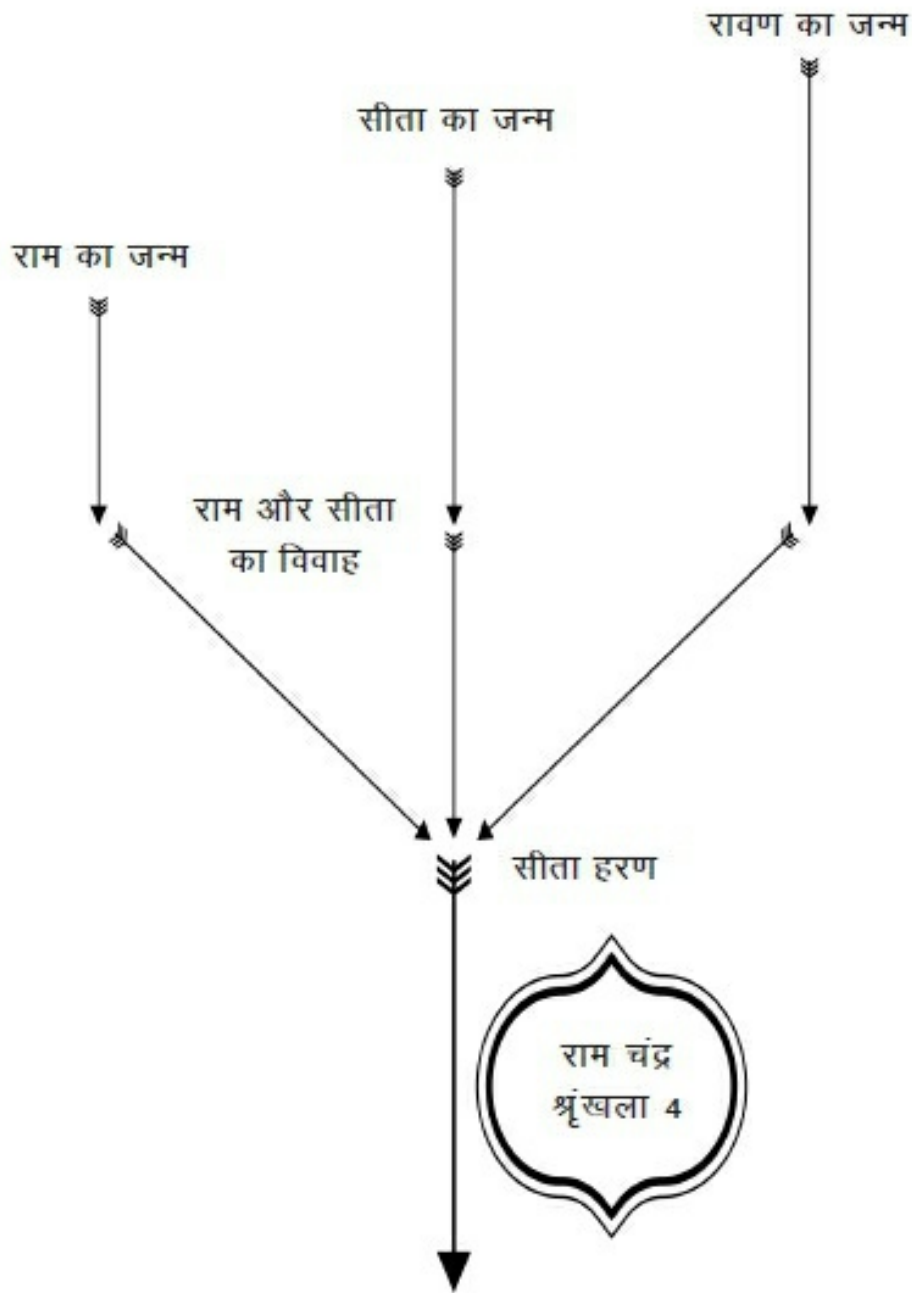 रावण का जन्म
सीता का जन्म
राम का जन्म
राम और सीता
का विवाह
सीता हरण
राम चंद्र
श्रृंखला 4